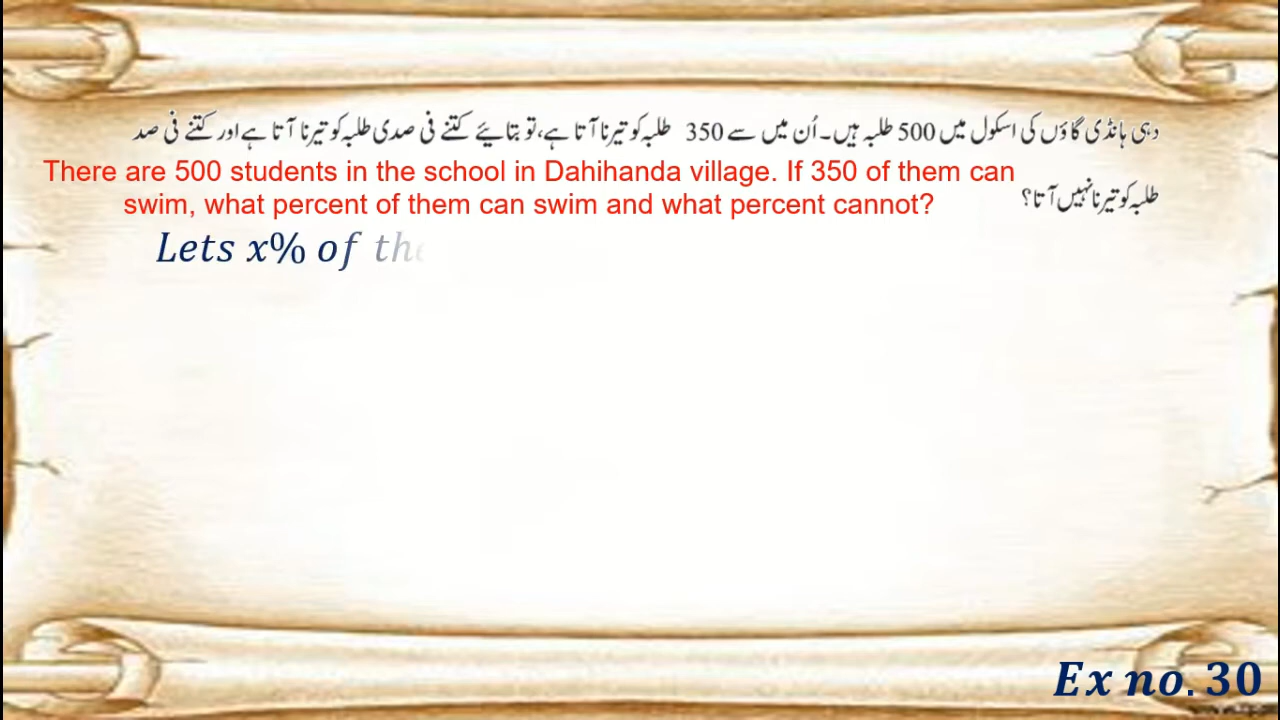 دہی ہانڈی گاؤں کی اسکول میں 500 طلبہ ہیں۔ اُن میں سے 350 طلبہ کو تیرنا آتا ہے، تو بتائیے کتنے فی صدی طلبہ کو تیرنا آتا ہے اور کتنے فی صد
طلبہ کو تیرنا نہیں آتا؟
There are 500 students in the school in Dahihanda village. If 350 of them can
swim, what percent of them can swim and what percent cannot?
Lets x% of the
Ex no. 30